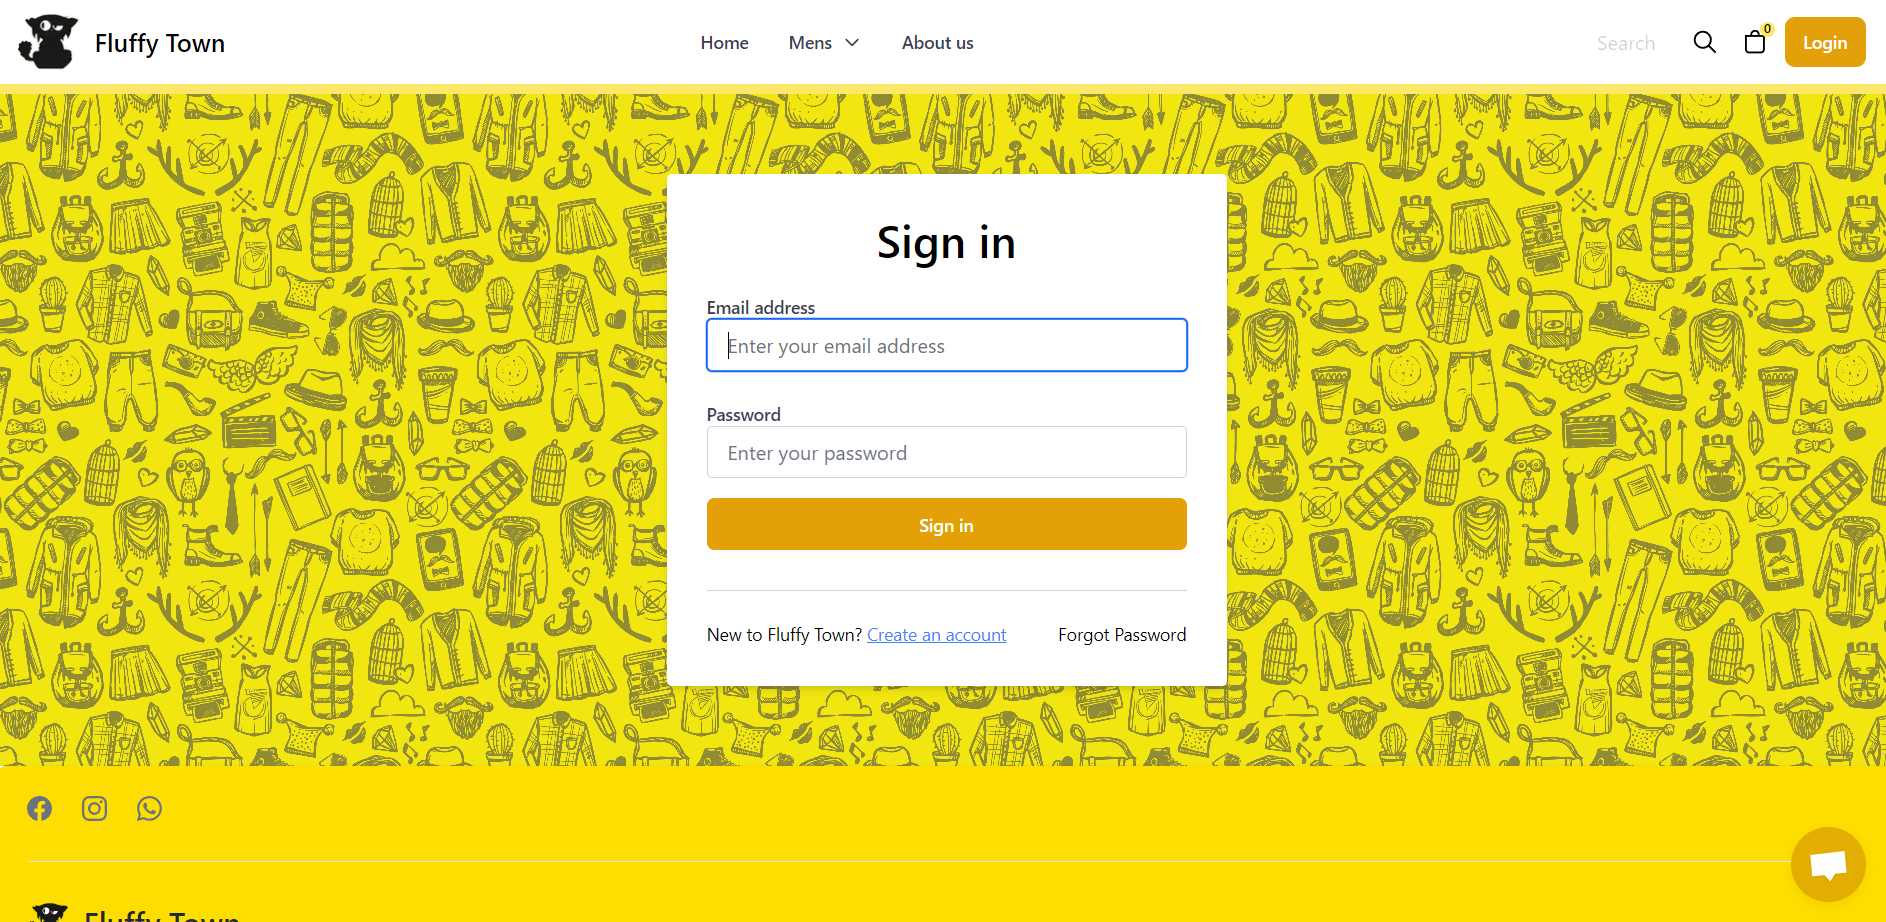 Fluffy Town
Home
Mens
About us
Search
0
Login
Sign in
Email address
Enter your email address
Password
Enter your password
Sign in
New to Fluffy Town? Create an account
Forgot Password
Fluffy Town